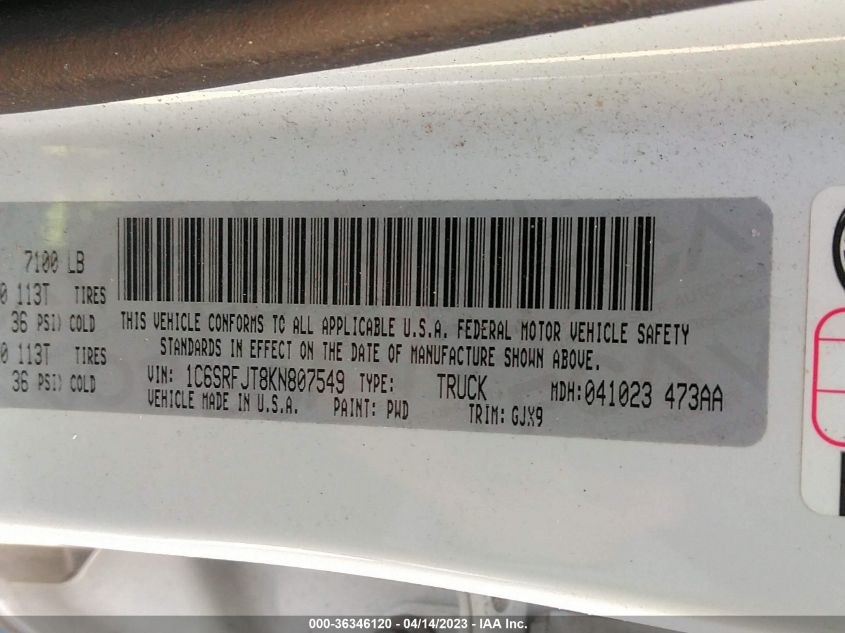 7100 LB
0 113T TIRES
36 PSI) COLD
0 113T TIRES
36 PSI) COLD
THIS VEHICLE CONFORMS TO ALL APPLICABLE U.S.A. FEDERAL MOTOR VEHICLE SAFETY
STANDARDS IN EFFECT ON THE DATE OF MANUFACTURE SHOWN ABOVE.
VIN: 1C6SRFJT8KN807549 TYPE: TRUCK MDH:041023 473AA
VEHICLE MADE IN U.S.A. PAINT: PWD TRIM: GJX9
000-36346120 - 04/14/2023 - IAA Inc.